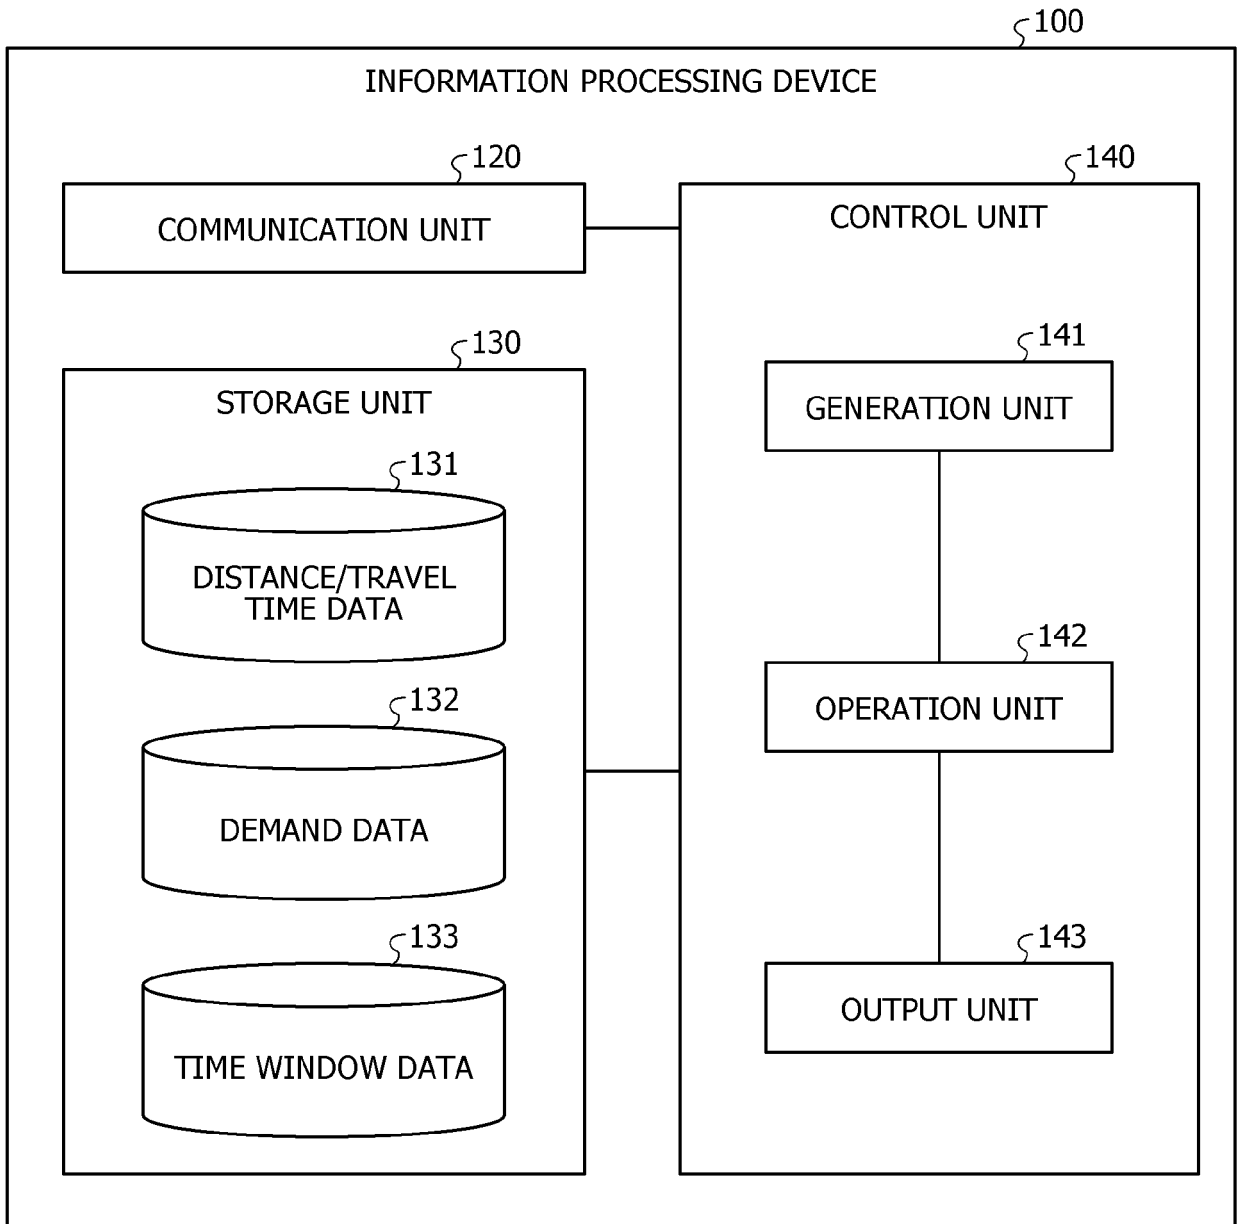 100
INFORMATION PROCESSING DEVICE
120
COMMUNICATION UNIT
130
STORAGE UNIT
131
DISTANCE/TRAVEL
TIME DATA
132
DEMAND DATA
133
TIME WINDOW DATA
140
CONTROL UNIT
141
GENERATION UNIT
142
OPERATION UNIT
143
OUTPUT UNIT